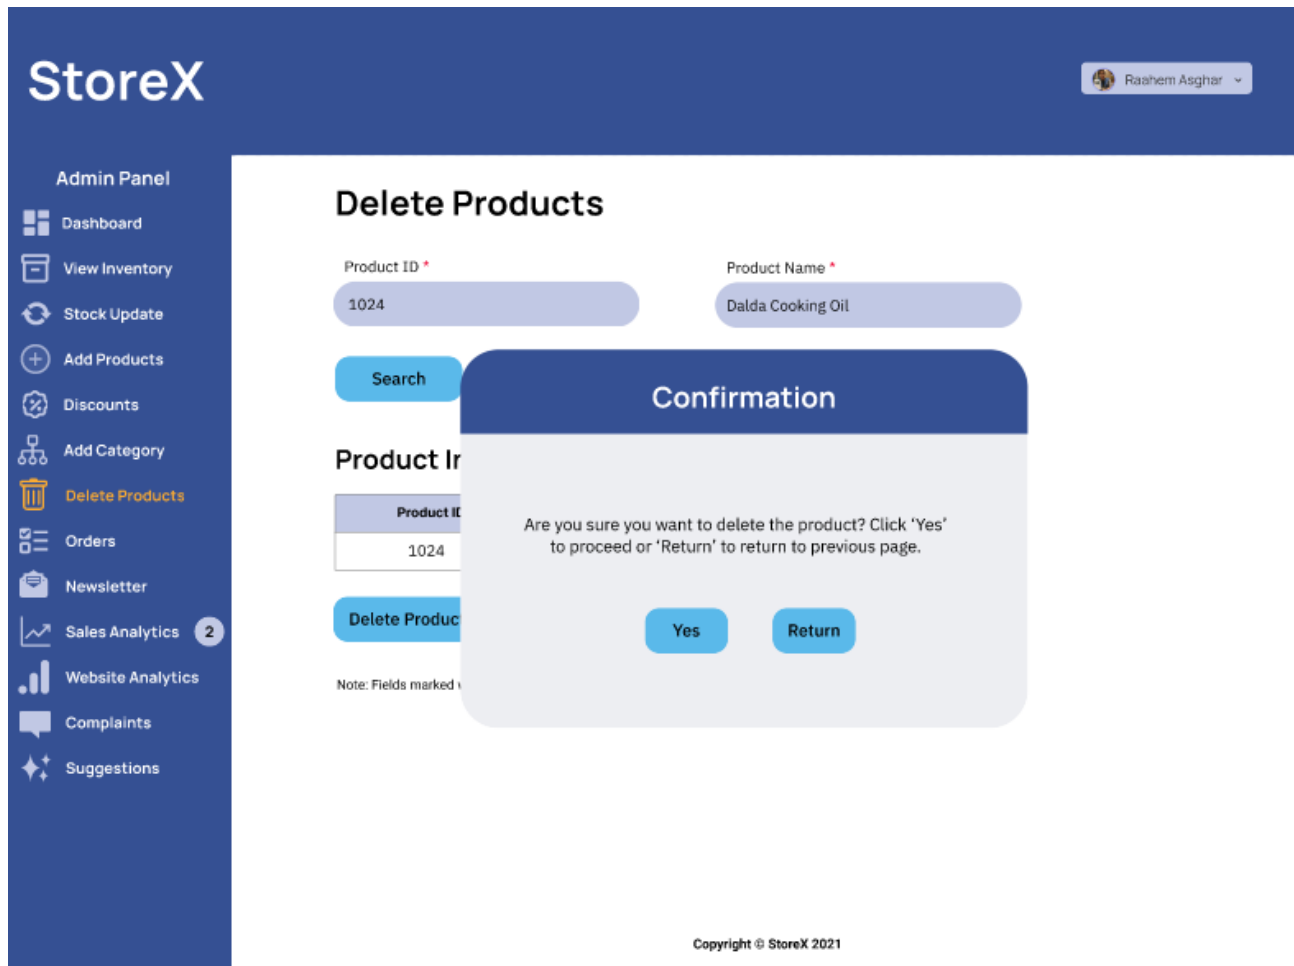 StoreX
Raahem Asghar
Admin Panel
Dashboard
View Inventory
Stock Update
Add Products
Discounts
Add Category
Delete Products
Orders
Newsletter
Sales Analytics 2
Website Analytics
Complaints
Suggestions
Delete Products
Product ID *
Product Name *
1024
Dalda Cooking Oil
Search
Product
Product ID
1024
Delete Produc
Note: Fields marked
Confirmation
Are you sure you want to delete the product? Click ‘Yes’
to proceed or ‘Return’ to return to previous page.
Yes
Return
Copyright © StoreX 2021